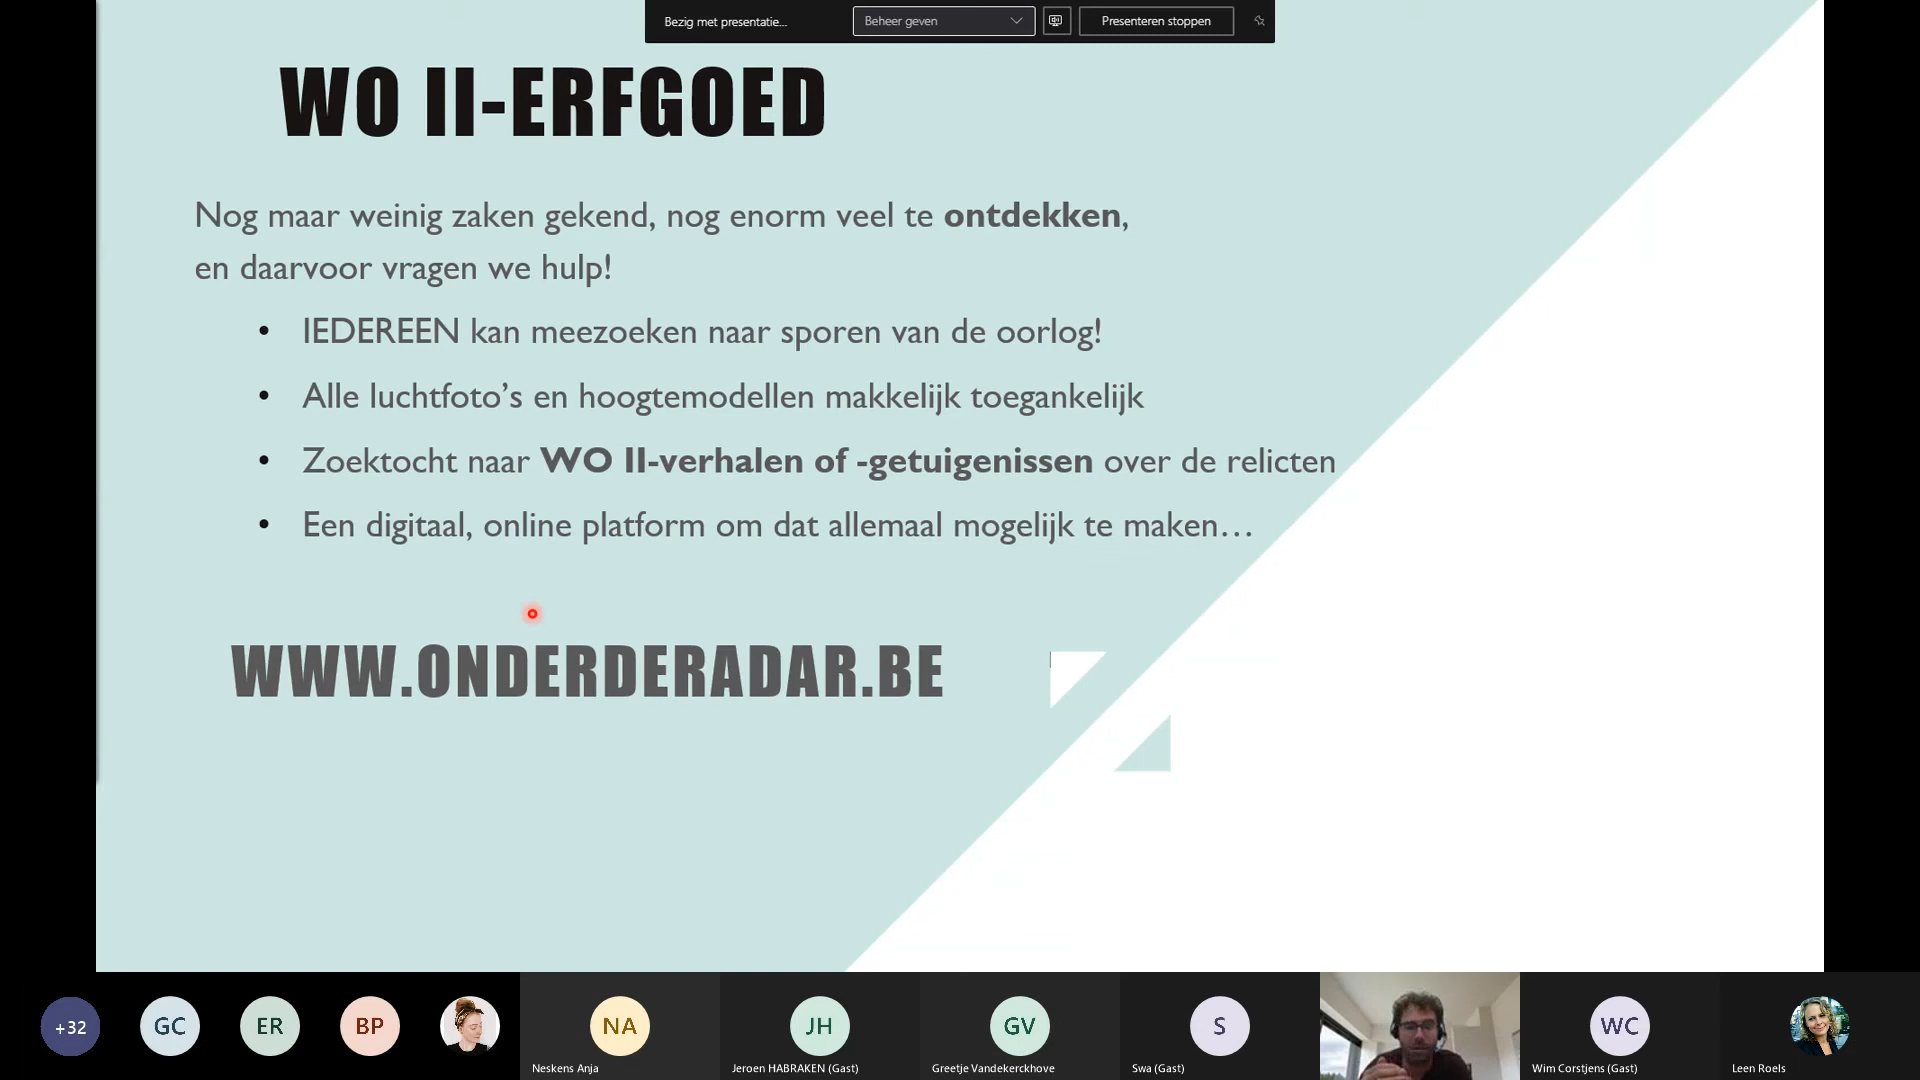 Bezig met presentatie...
Beheer geven
Presenteren stoppen
WO II-ERFGOED
Nog maar weinig zaken gekend, nog enorm veel te ontdekken,
en daarvoor vragen we hulp!
• IEDEREEN kan meezoeken naar sporen van de oorlog!
• Alle luchtfoto’s en hoogtemodellen makkelijk toegankelijk
• Zoektocht naar WO II-verhalen of -getuigenissen over de relicten
• Een digitaal, online platform om dat allemaal mogelijk te maken…
WWW.ONDERDERADAR.BE
+32
GC
ER
BP
NA
JH
GV
S
WC
Neskens Anja
Jeroen HABRAKEN (Gast)
Greetje Vandekerckhove
Swa (Gast)
Wim Corstjens (Gast)
Leen Roels